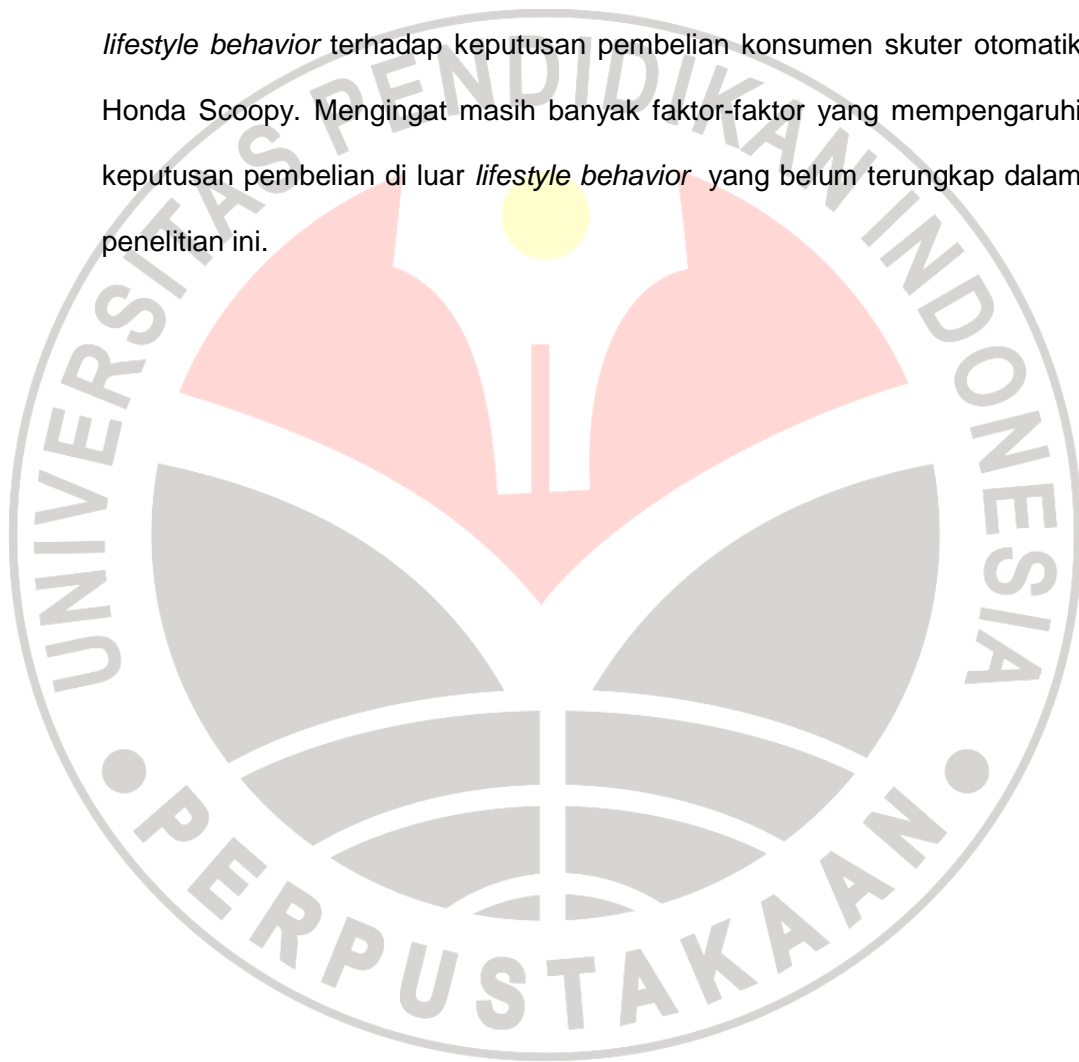 lifestyle behavior terhadap keputusan pembelian konsumen skuter otomatik
Honda Scoopy. Mengingat masih banyak faktor-faktor yang mempengaruhi
keputusan pembelian di luar lifestyle behavior yang belum terungkap dalam
penelitian ini.
UNIVERSITAS PENDIDIKAN INDONESIA
PERPUSTAKAAN